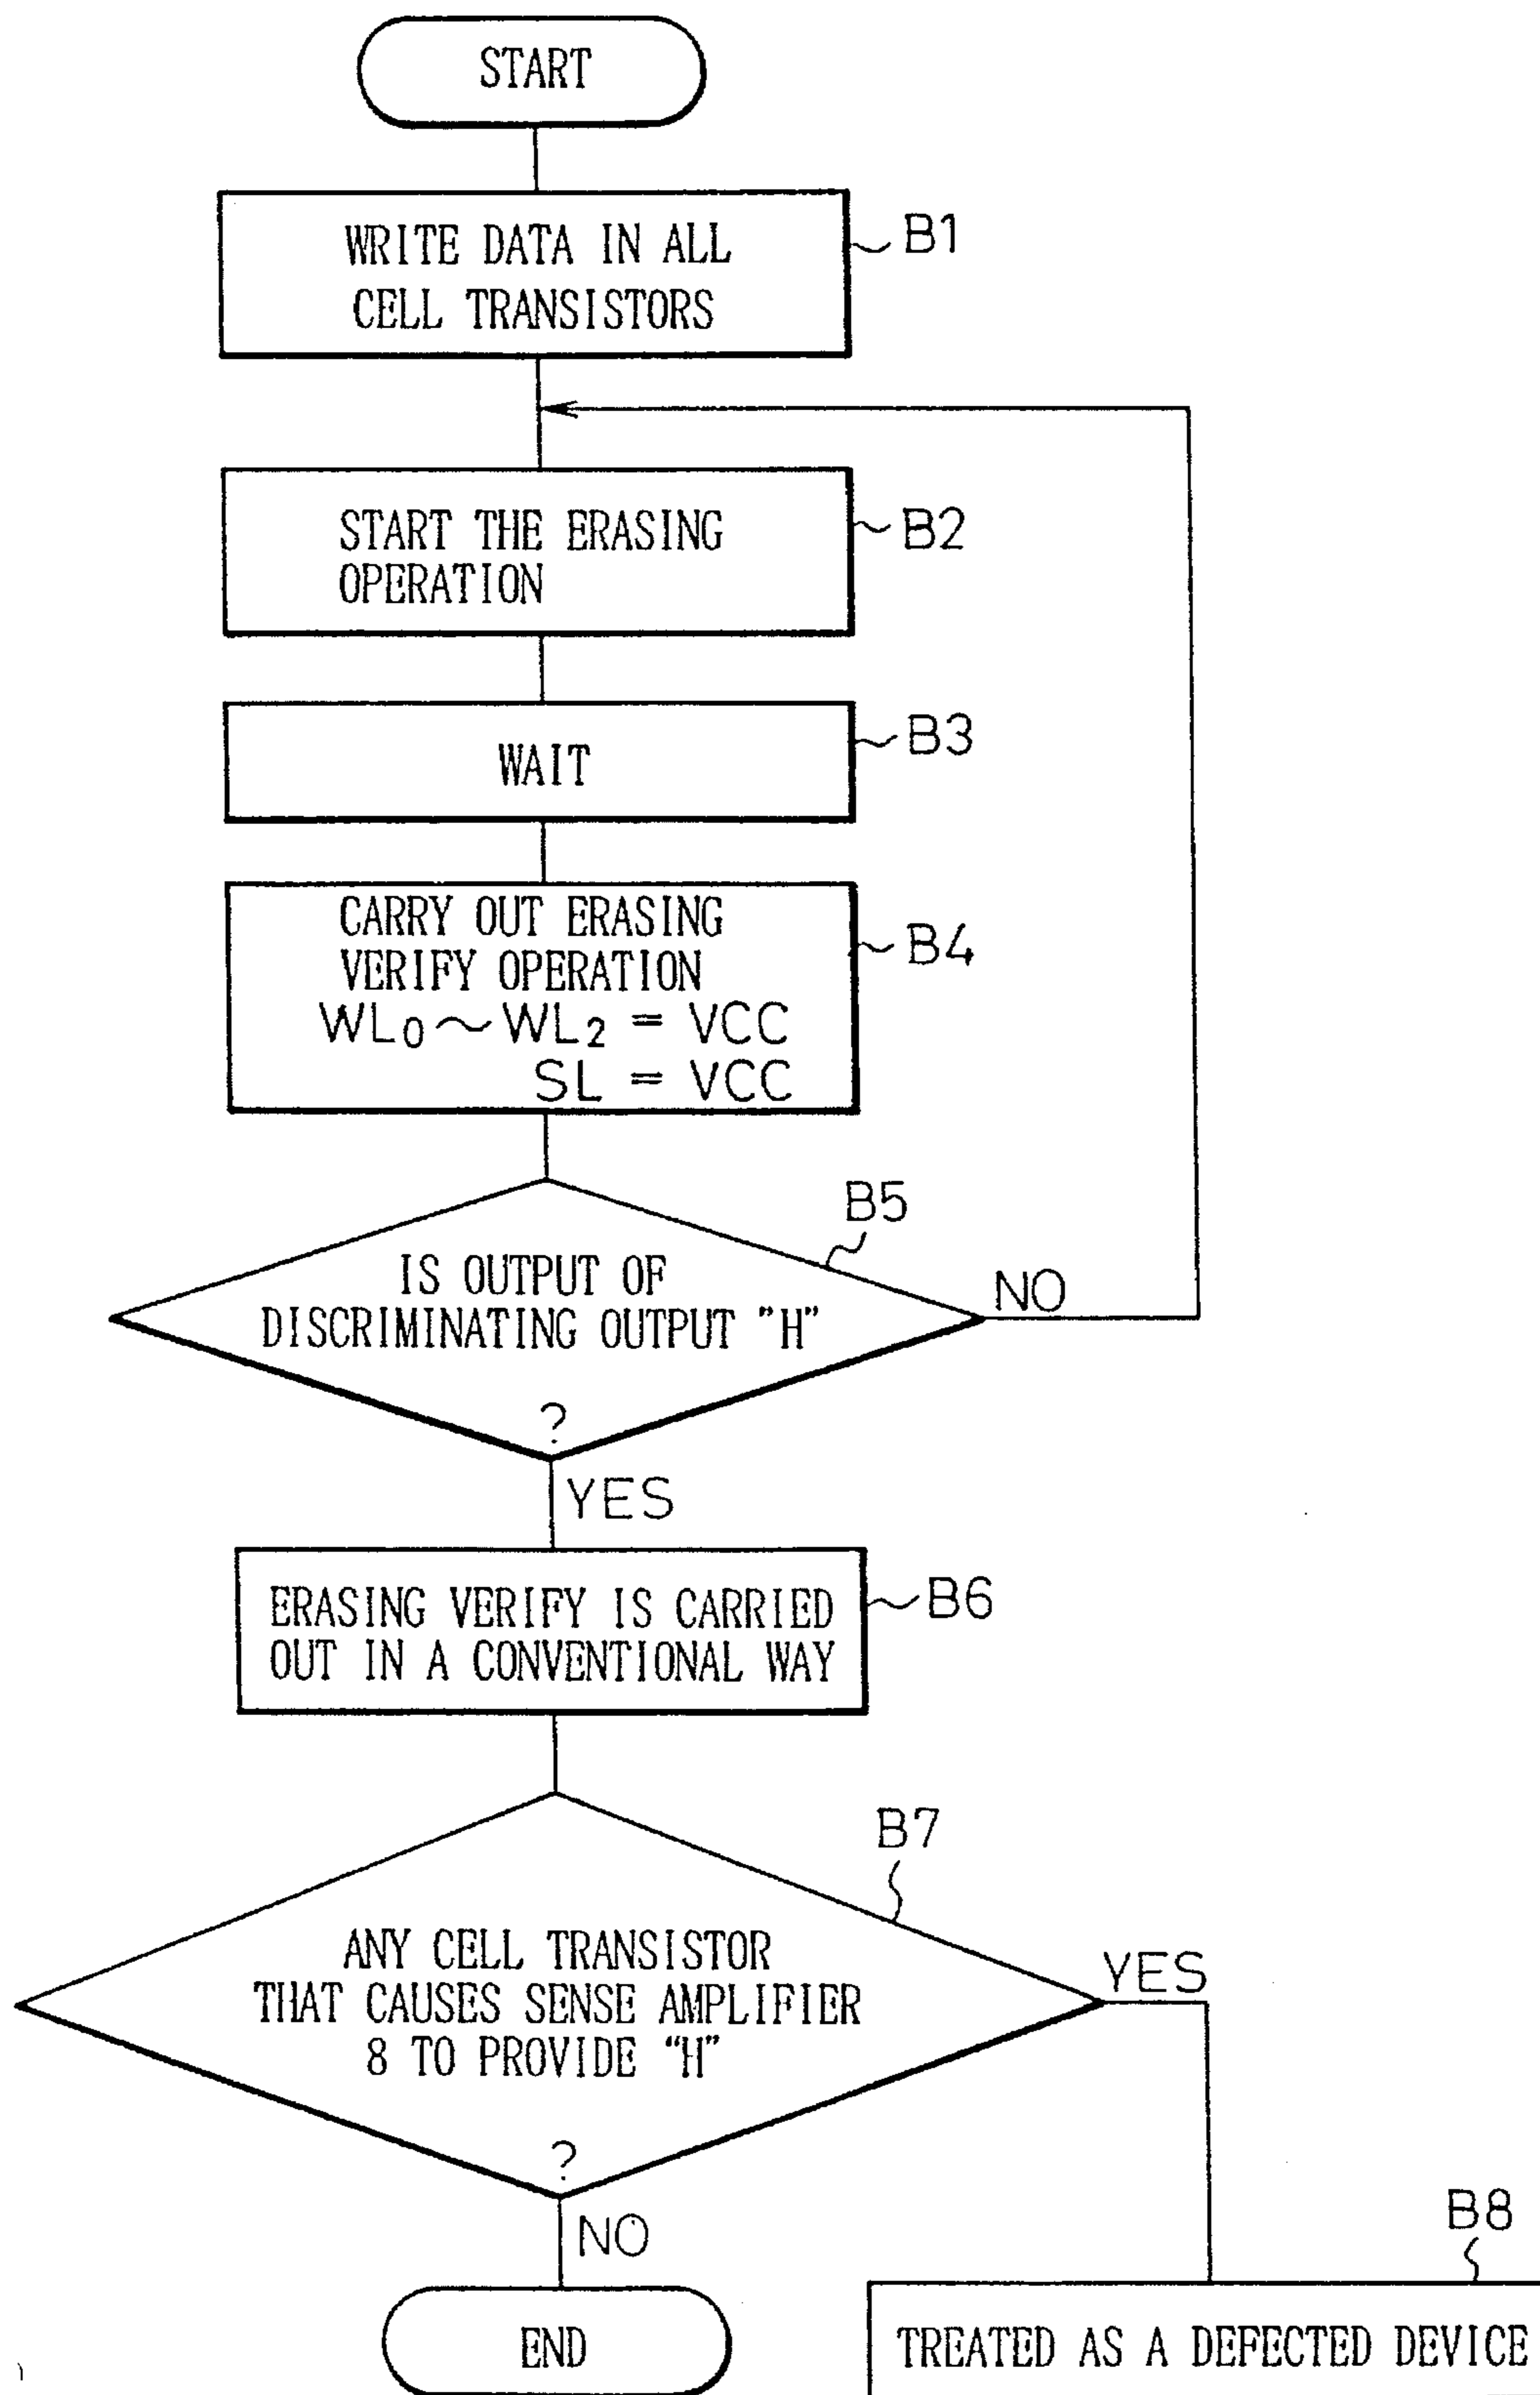 START
WRITE DATA IN ALL
CELL TRANSISTORS
B1
START THE ERASING
OPERATION
B2
WAIT
B3
CARRY OUT ERASING
VERIFY OPERATION
WL0～WL2 = VCC
SL = VCC
B4
B5
IS OUTPUT OF
DISCRIMINATING OUTPUT "H"
?
NO
YES
ERASING VERIFY IS CARRIED
OUT IN A CONVENTIONAL WAY
B6
B7
ANY CELL TRANSISTOR
THAT CAUSES SENSE AMPLIFIER
8 TO PROVIDE "H"
?
YES
NO
B8
END
TREATED AS A DEFECTED DEVICE